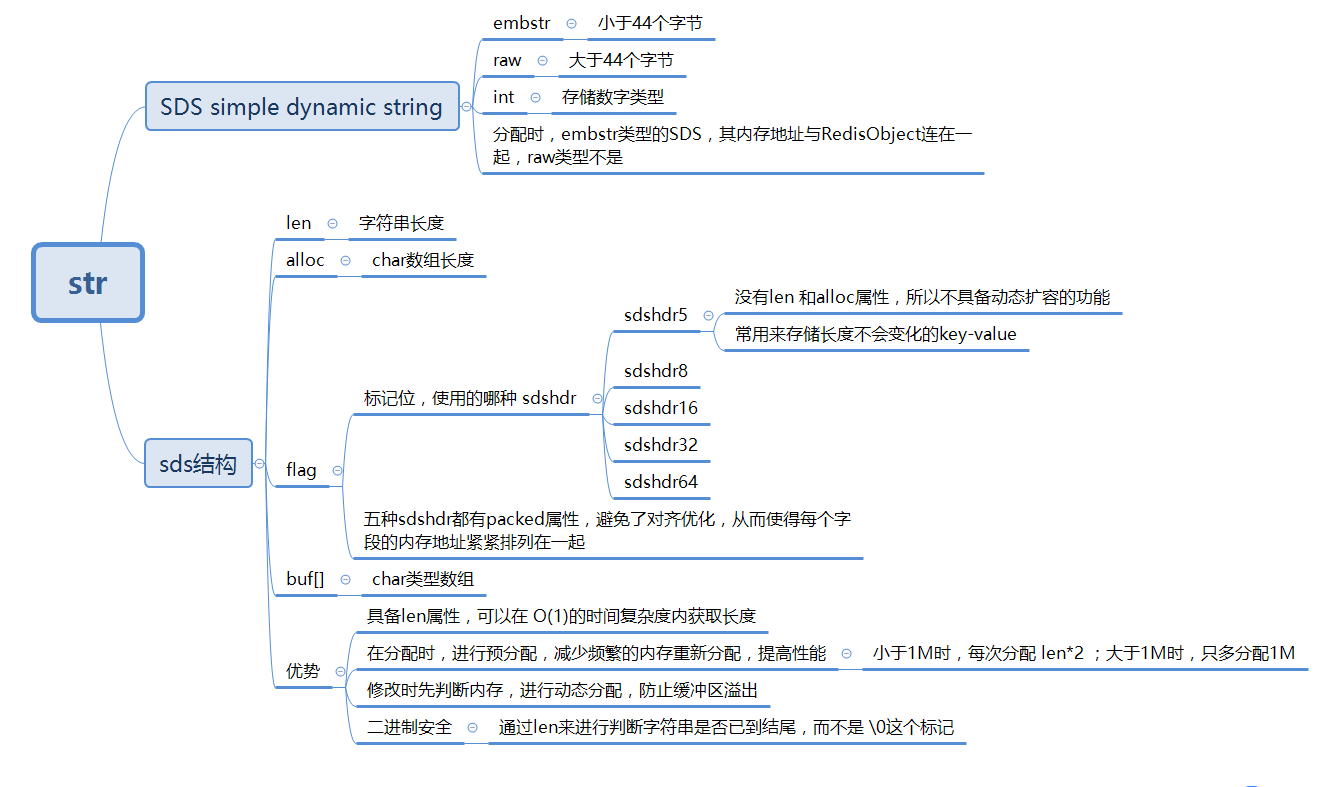 str
SDS simple dynamic string
embstr
小于44个字节
raw
大于44个字节
int
存储数字类型
分配时，embstr类型的SDS，其内存地址与RedisObject连在一
起，raw类型不是
sds结构
len
字符串长度
alloc
char数组长度
flag
标记位，使用的哪种 sdshdr
sdshdr5
没有len 和alloc属性，所以不具备动态扩容的功能
常用来存储长度不会变化的key-value
sdshdr8
sdshdr16
sdshdr32
sdshdr64
五种sdshdr都有packed属性，避免了对齐优化，从而使得每个字
段的内存地址紧紧排列在一起
buf[]
char类型数组
优势
具备len属性，可以在 O(1)的时间复杂度内获取长度
在分配时，进行预分配，减少频繁的内存重新分配，提高性能
小于1M时，每次分配 len*2 ；大于1M时，只多分配1M
修改时先判断内存，进行动态分配，防止缓冲区溢出
二进制安全
通过len来进行判断字符串是否已到结尾，而不是 \0这个标记